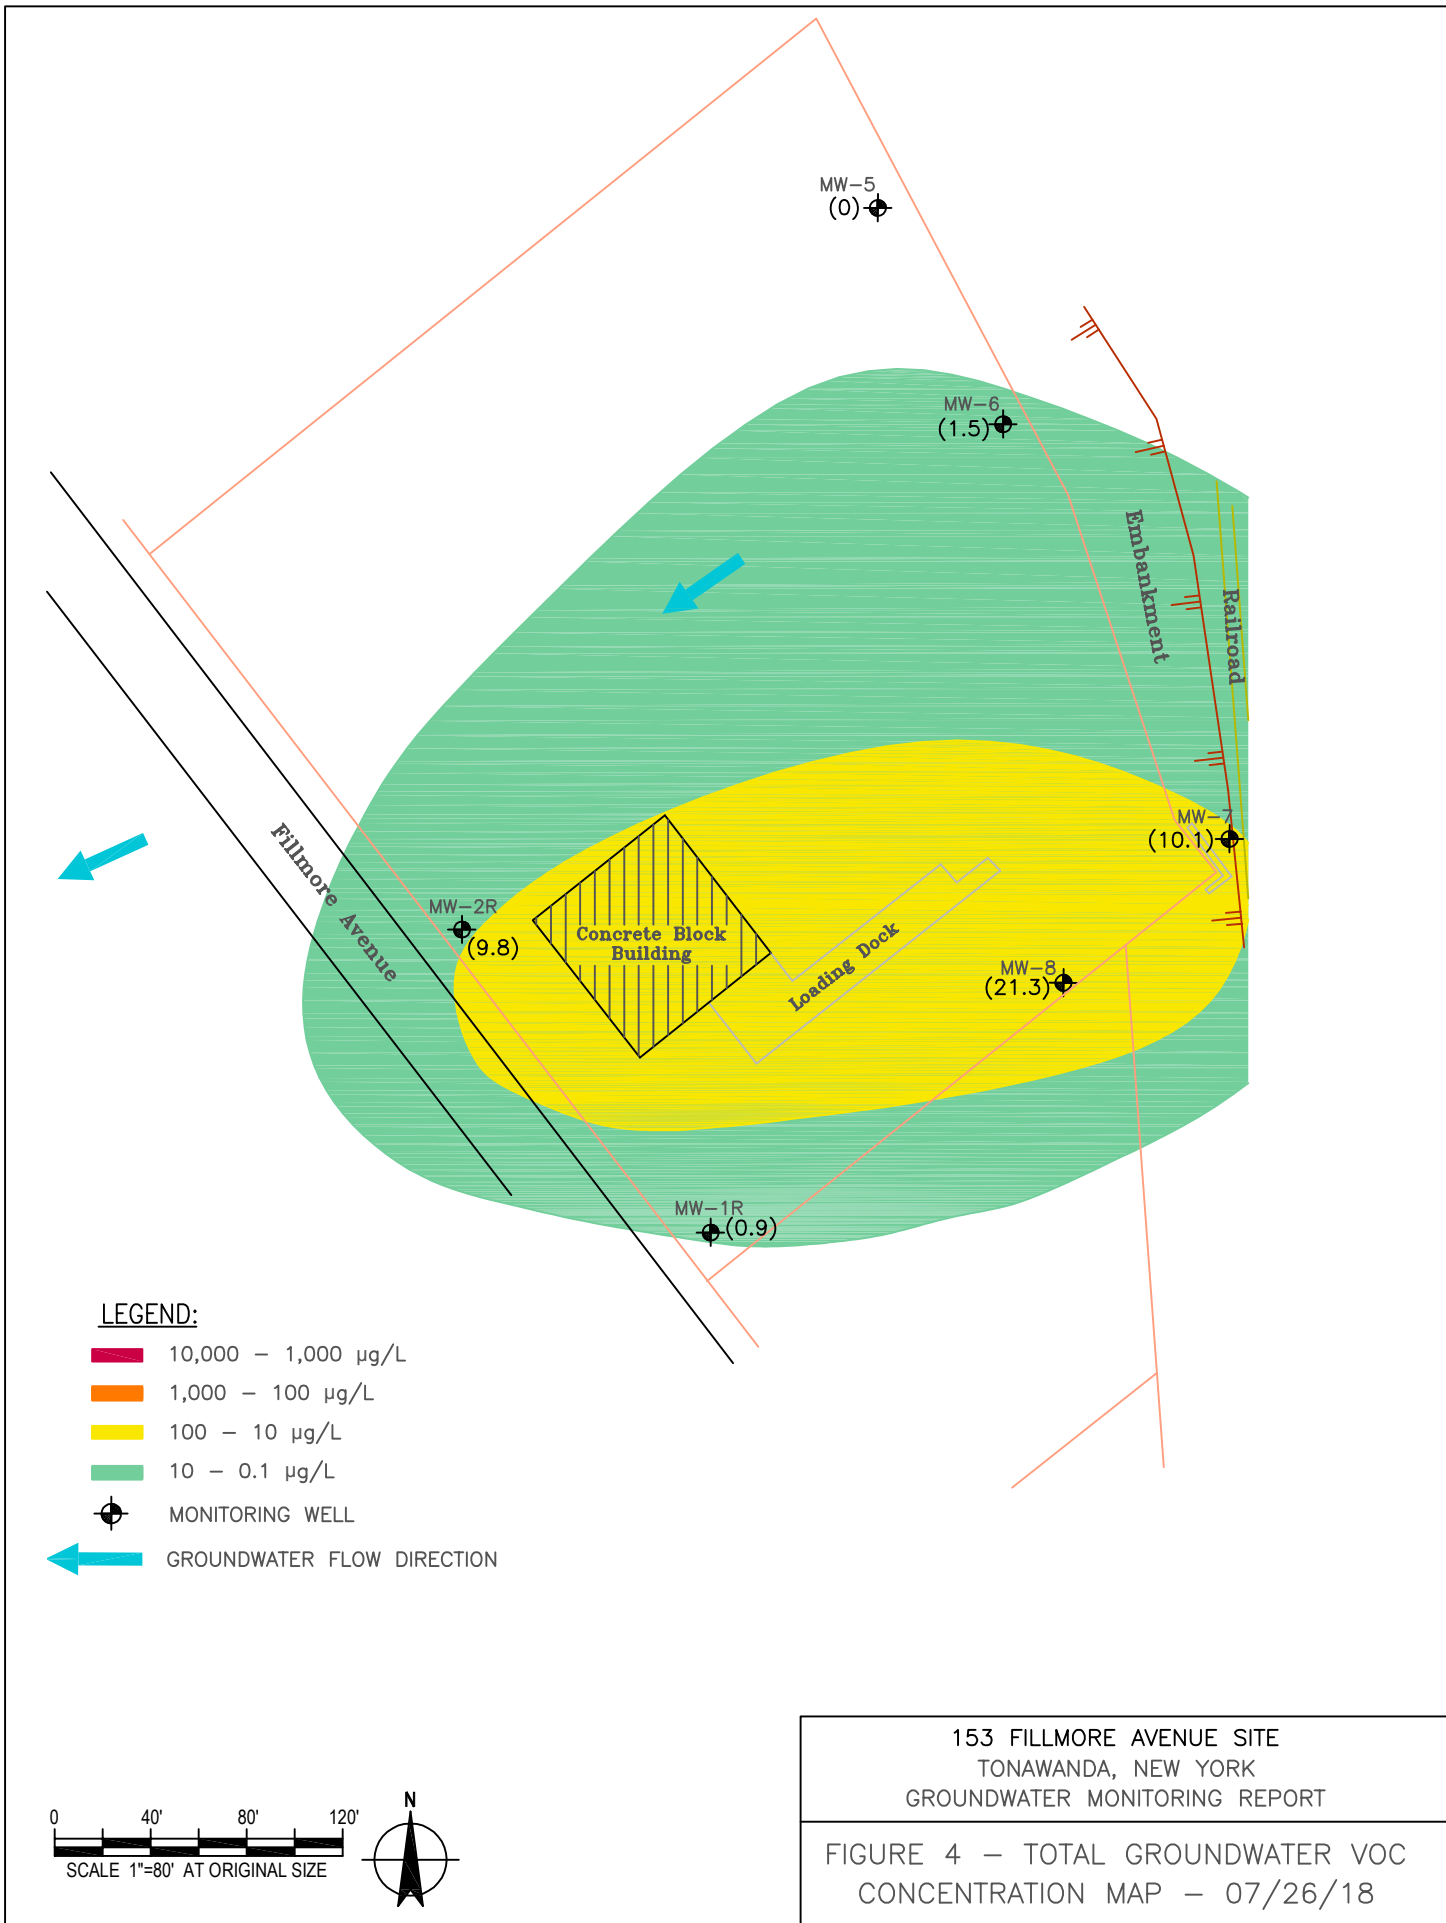 MW-5
(0)
MW-6
(1.5)
Embankment
Railroad
MW-7
(10.1)
Fillmore Avenue
MW-2R
(9.8)
Concrete Block
Building
Loading Dock
MW-8
(21.3)
MW-1R
(0.9)
LEGEND:
10,000 - 1,000 µg/L
1,000 - 100 µg/L
100 - 10 µg/L
10 - 0.1 µg/L
MONITORING WELL
GROUNDWATER FLOW DIRECTION
0 40' 80' 120'
SCALE 1"=80' AT ORIGINAL SIZE
N
153 FILLMORE AVENUE SITE
TONAWANDA, NEW YORK
GROUNDWATER MONITORING REPORT
FIGURE 4 - TOTAL GROUNDWATER VOC
CONCENTRATION MAP - 07/26/18